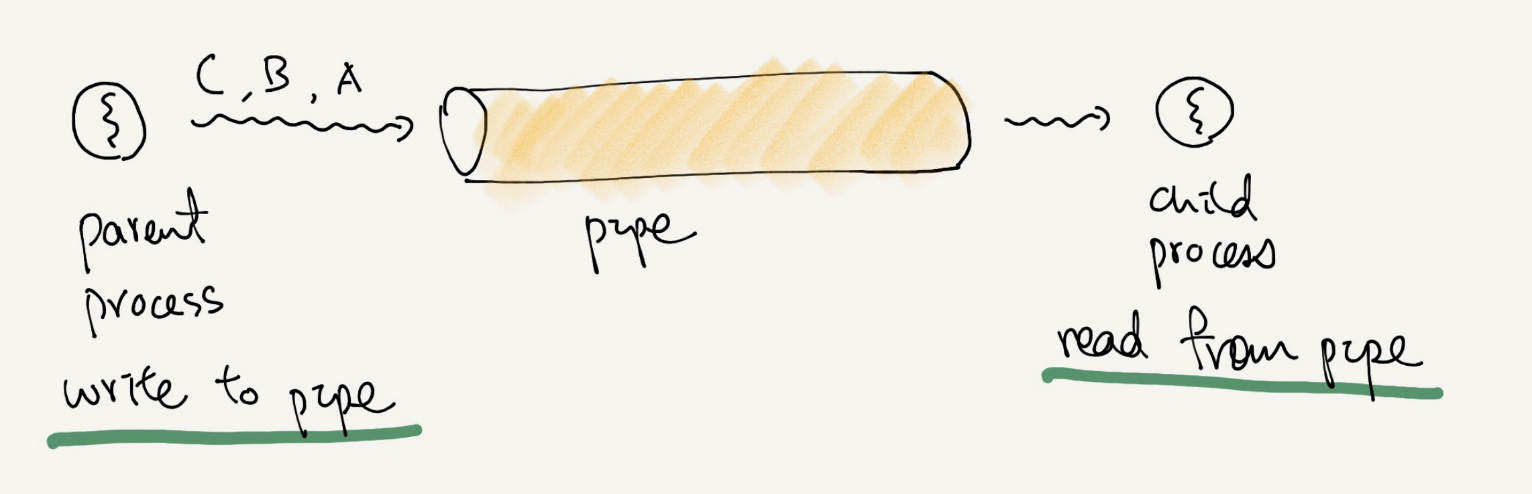 C, B, A
parent
process
write to pipe
pipe
child
process
read from pipe